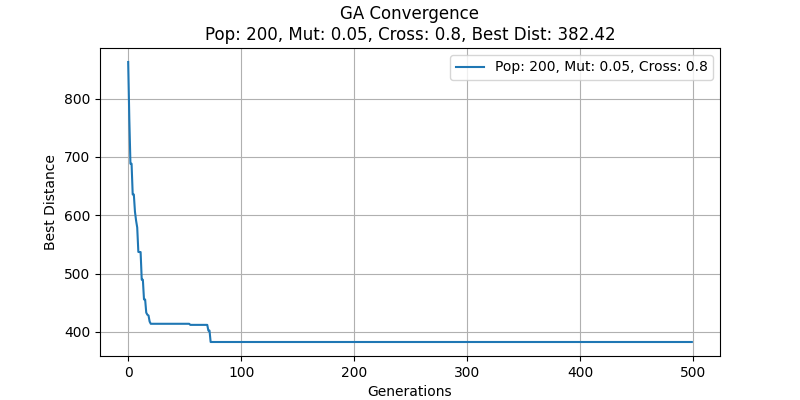 GA Convergence
Pop: 200, Mut: 0.05, Cross: 0.8, Best Dist: 382.42
Pop: 200, Mut: 0.05, Cross: 0.8
Best Distance
800
700
600
500
400
0 100 200 300 400 500
Generations